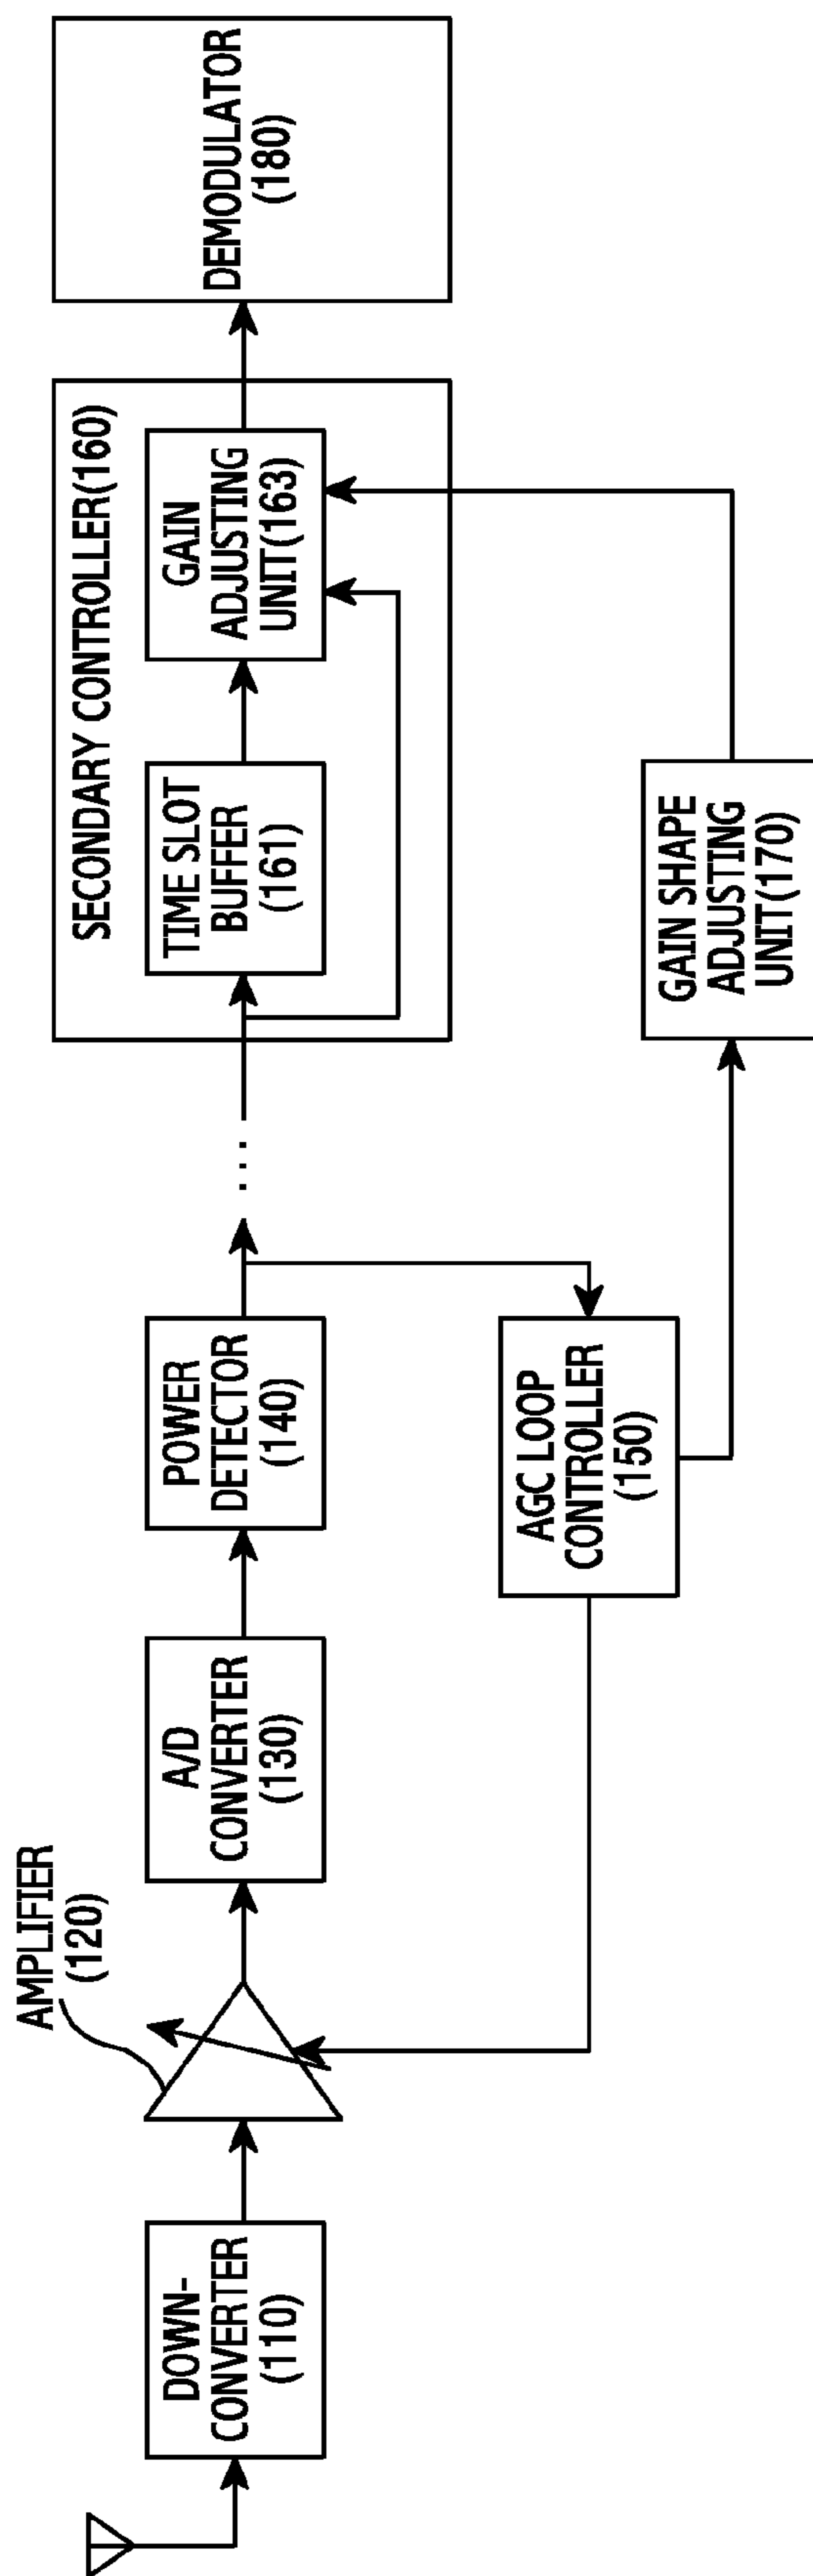 AMPLIFIER
(120)
DOWN-
CONVERTER
(110)
A/D
CONVERTER
(130)
POWER
DETECTOR
(140)
. . .
SECONDARY CONTROLLER(160)
TIME SLOT
BUFFER
(161)
GAIN
ADJUSTING
UNIT(163)
DEMODULATOR
(180)
AGC LOOP
CONTROLLER
(150)
GAIN SHAPE
ADJUSTING
UNIT(170)